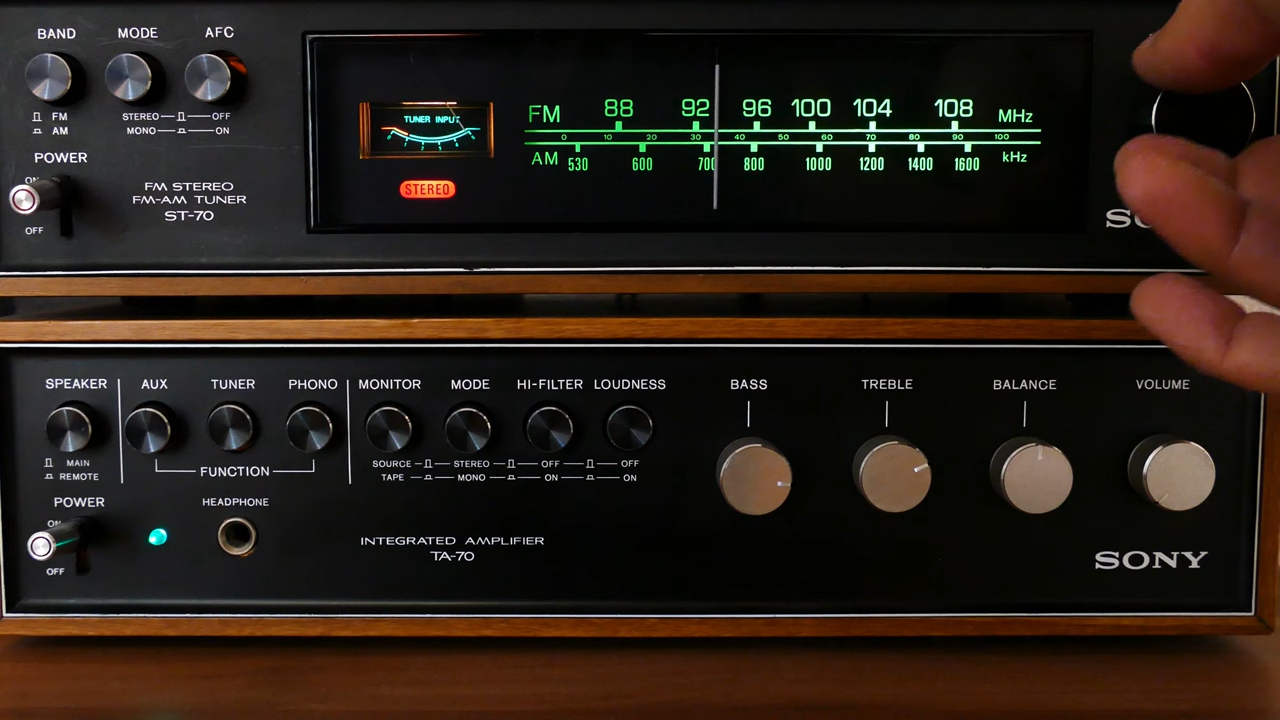 BAND MODE AFC
FM STEREO OFF
AM MONO ON
POWER
ON
OFF
FM STEREO
FM-AM TUNER
ST-70
TUNER INPUT
STEREO
FM 88 92 96 100 104 108 MHz
0 10 20 30 40 50 60 70 80 90 100
AM 530 600 700 800 1000 1200 1400 1600 kHz
SPEAKER AUX TUNER PHONO MONITOR MODE HI-FILTER LOUDNESS BASS TREBLE BALANCE VOLUME
MAIN
REMOTE
FUNCTION
SOURCE STEREO OFF OFF
TAPE MONO ON ON
POWER
ON
OFF
HEADPHONE
INTEGRATED AMPLIFIER
TA-70
SONY